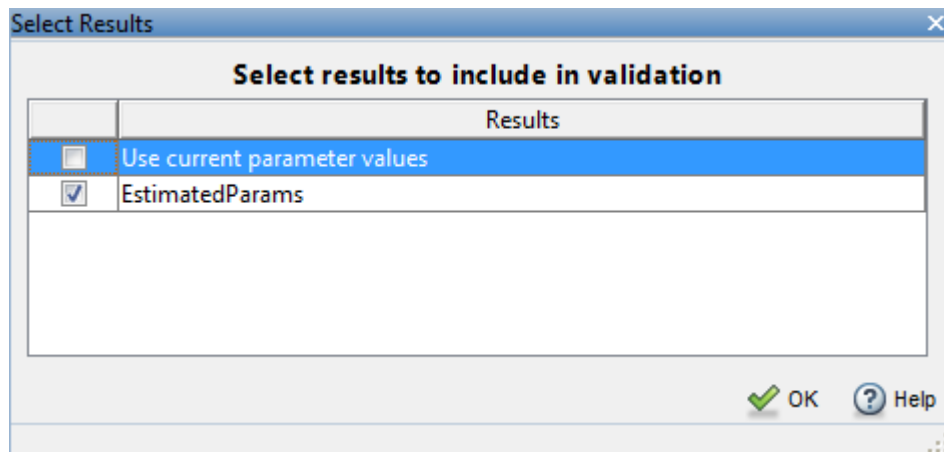 Select Results
Select results to include in validation
Results
Use current parameter values
EstimatedParams
OK Help